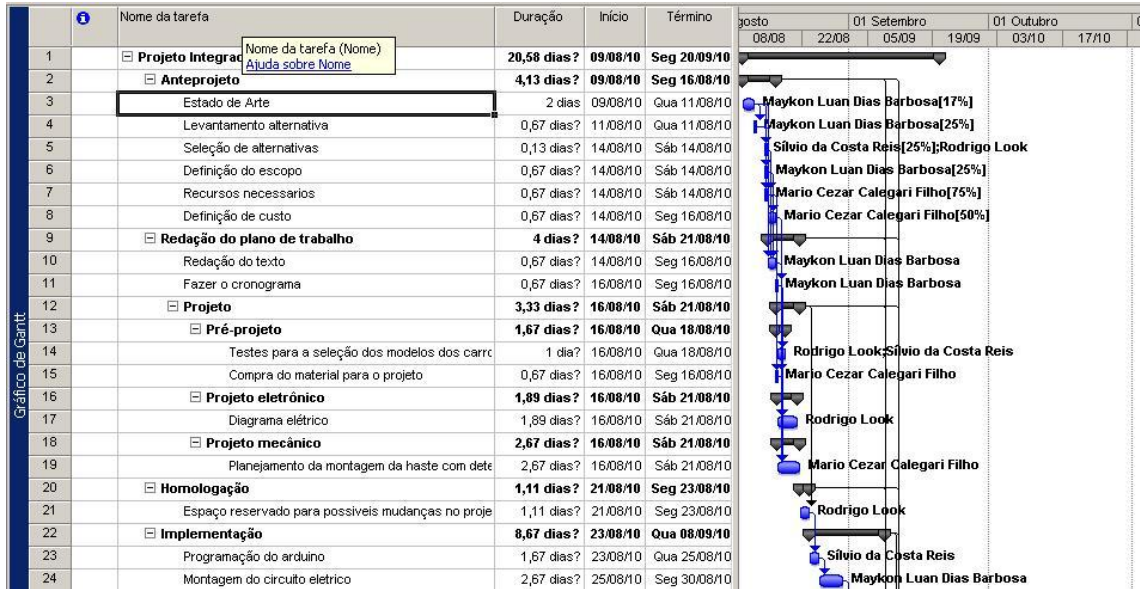 Nome da tarefa Duração Início Término
gosto 01 Setembro 01 Outubro
08/08 22/08 05/09 19/09 03/10 17/10
Nome da tarefa (Nome)
Ajuda sobre Nome
1 Projeto Integrad 20,58 dias? 09/08/10 Seg 20/09/10
2 Anteprojeto 4,13 dias? 09/08/10 Seg 16/08/10
3 Estado de Arte 2 dias 09/08/10 Qua 11/08/10 Maykon Luan Dias Barbosa[17%]
4 Levantamento alternativa 0,67 dias? 11/08/10 Qua 11/08/10 Maykon Luan Dias Barbosa[25%]
5 Seleção de alternativas 0,13 dias? 14/08/10 Sáb 14/08/10 Sílvio da Costa Reis[25%];Rodrigo Look
6 Definição do escopo 0,67 dias? 14/08/10 Sáb 14/08/10 Maykon Luan Dias Barbosa[25%]
7 Recursos necessarios 0,67 dias? 14/08/10 Sáb 14/08/10 Mario Cezar Calegari Filho[75%]
8 Definição de custo 0,67 dias? 14/08/10 Seg 16/08/10 Mario Cezar Calegari Filho[50%]
9 Redação do plano de trabalho 4 dias? 14/08/10 Sáb 21/08/10
10 Redação do texto 0,67 dias? 14/08/10 Seg 16/08/10 Maykon Luan Dias Barbosa
11 Fazer o cronograma 0,67 dias? 16/08/10 Seg 16/08/10 Maykon Luan Dias Barbosa
12 Projeto 3,33 dias? 16/08/10 Sáb 21/08/10
13 Pré-projeto 1,67 dias? 16/08/10 Qua 18/08/10
14 Testes para a seleção dos modelos dos carro 1 dia? 16/08/10 Qua 18/08/10 Rodrigo Look;Sílvio da Costa Reis
15 Compra do material para o projeto 0,67 dias? 16/08/10 Seg 16/08/10 Mario Cezar Calegari Filho
16 Projeto eletrônico 1,89 dias? 16/08/10 Sáb 21/08/10
17 Diagrama elétrico 1,89 dias? 16/08/10 Sáb 21/08/10 Rodrigo Look
18 Projeto mecânico 2,67 dias? 16/08/10 Sáb 21/08/10
19 Planejamento da montagem da haste com dete 2,67 dias? 16/08/10 Sáb 21/08/10 Mario Cezar Calegari Filho
20 Homologação 1,11 dias? 21/08/10 Seg 23/08/10
21 Espaço reservado para possiveis mudanças no proje 1,11 dias? 21/08/10 Seg 23/08/10 Rodrigo Look
22 Implementação 8,67 dias? 23/08/10 Qua 08/09/10
23 Programação do arduino 1,67 dias? 23/08/10 Qua 25/08/10 Sílvio da Costa Reis
24 Montagem do circuito eletrico 2,67 dias? 25/08/10 Seg 30/08/10 Maykon Luan Dias Barbosa
Gráfico de Gantt